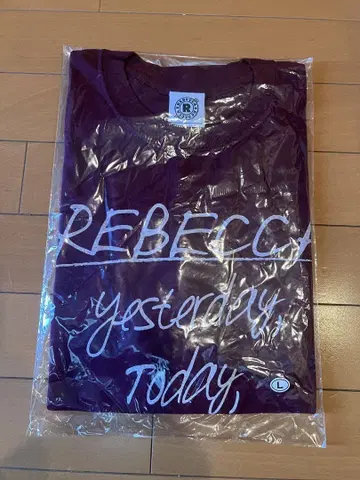 R
REBECCA
yesterday,
Today,
L